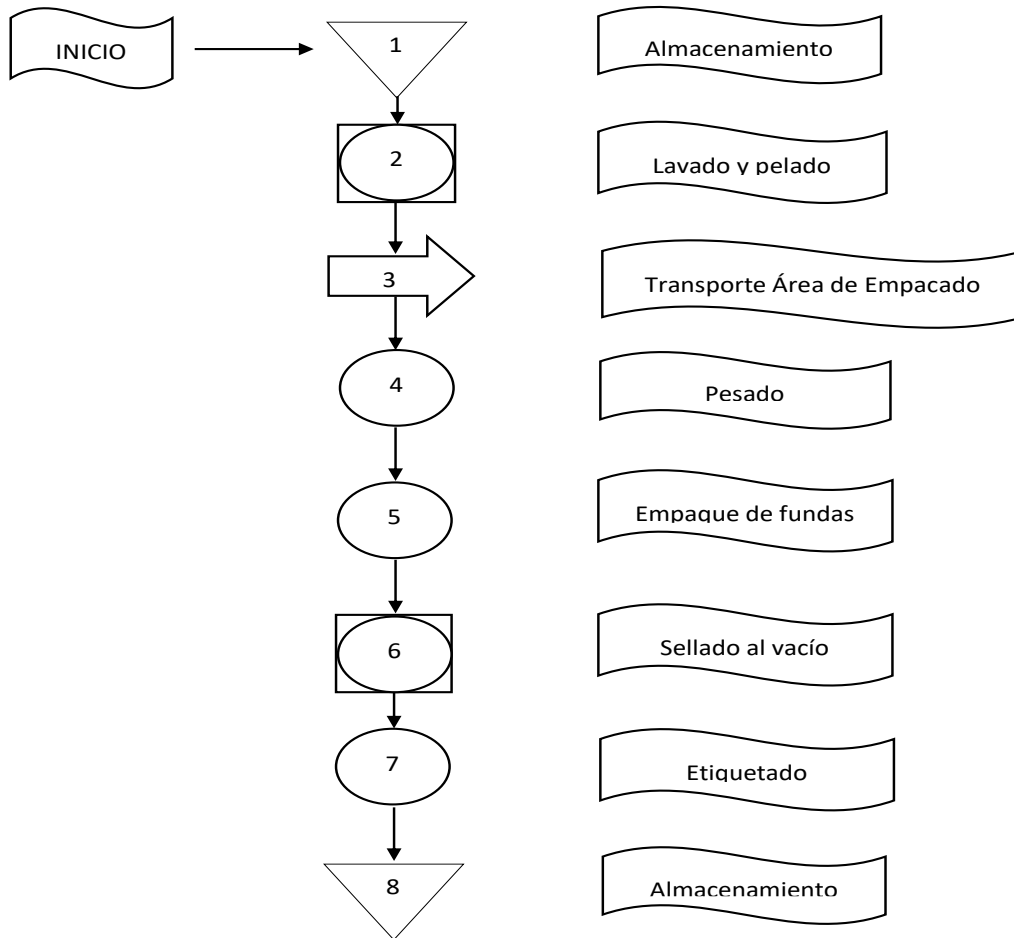 INICIO
1
Almacenamiento
2
Lavado y pelado
3
Transporte Área de Empacado
4
Pesado
5
Empaque de fundas
6
Sellado al vacío
7
Etiquetado
8
Almacenamiento